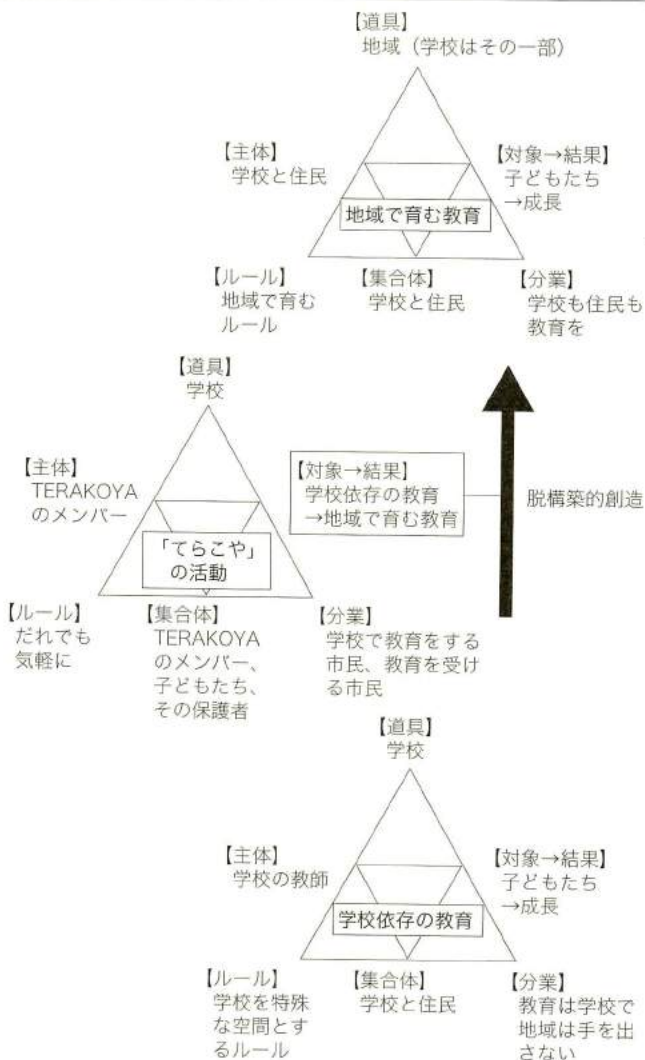 【道具】
地域（学校はその一部）
【主体】
学校と住民
【対象→結果】
子どもたち
→成長
地域で育む教育
【ルール】
地域で育む
ルール
【集合体】
学校と住民
【分業】
学校も住民も
教育を
【道具】
学校
【主体】
TERAKOYA
のメンバー
【対象→結果】
学校依存の教育
→地域で育む教育
脱構築的創造
「てらこや」
の活動
【ルール】
だれでも
気軽に
【集合体】
TERAKOYA
のメンバー、
子どもたち、
その保護者
【分業】
学校で教育をする
市民、教育を受け
る市民
【道具】
学校
【主体】
学校の教師
【対象→結果】
子どもたち
→成長
学校依存の教育
【ルール】
学校を特殊
な空間とす
るルール
【集合体】
学校と住民
【分業】
教育は学校で
地域は手を出
さない